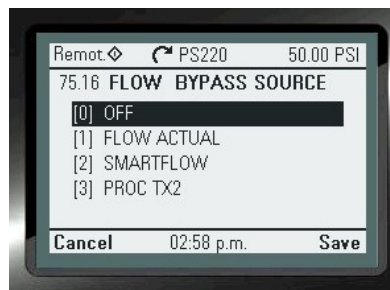 Remot. PS220 50.00 PSI
75.16 FLOW BYPASS SOURCE
[0] OFF
[1] FLOW ACTUAL
[2] SMARTFLOW
[3] PROC TX2
Cancel 02:58 p.m. Save